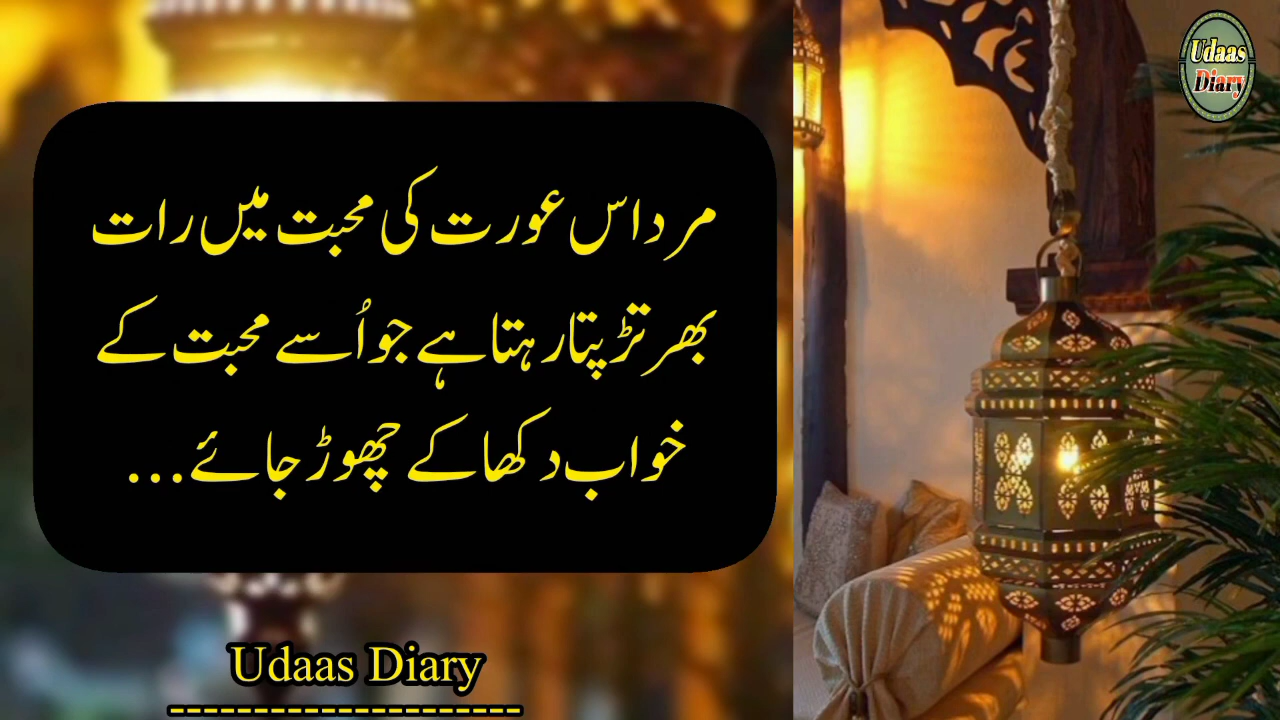 مرد اس عورت کی محبت میں رات
بھر تڑپتا رہتا ہے جو اُسے محبت کے
خواب دکھا کے چھوڑ جائے...
Udaas Diary
Udaas
Diary